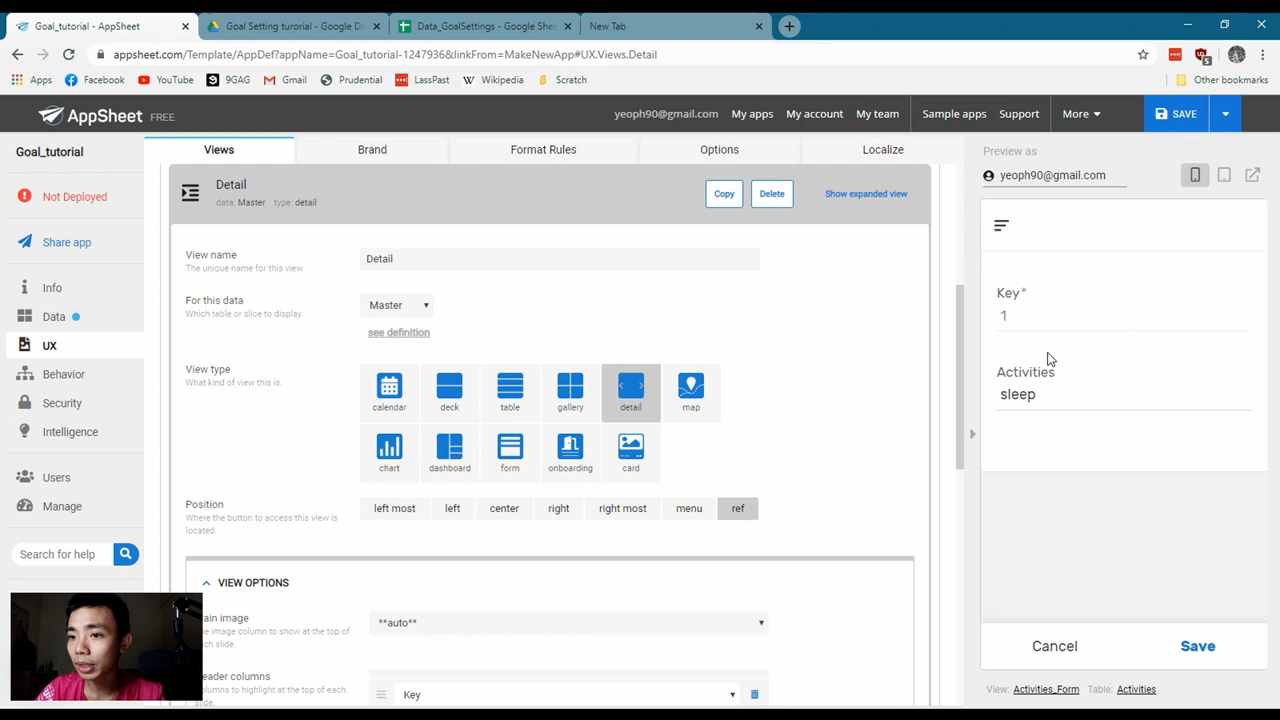 Goal_tutorial - AppSheet
Goal Setting turorial - Google Dr
Data_GoalSettings - Google Shee
New Tab
appsheet.com/Template/AppDef?appName=Goal_tutorial-1247936&linkFrom=MakeNewApp#UX.Views.Detail
Apps Facebook YouTube 9GAG Gmail Prudential LassPast Wikipedia Scratch Other bookmarks
AppSheet FREE
yeoph90@gmail.com My apps My account My team Sample apps Support More SAVE
Goal_tutorial
Not Deployed
Share app
Info
Data
UX
Behavior
Security
Intelligence
Users
Manage
Search for help
Views Brand Format Rules Options Localize
Detail
data: Master type: detail
Copy Delete Show expanded view
View name
The unique name for this view.
Detail
For this data
Which table or slice to display.
Master
see definition
View type
What kind of view this is.
calendar deck table gallery detail map
chart dashboard form onboarding card
Position
Where the button to access this view is
located.
left most left center right right most menu ref
VIEW OPTIONS
ain image
e image column to show at the top of
ch slide.
**auto**
eader columns
olumns to highlight at the top of each
slide.
Key
Preview as
yeoph90@gmail.com
Key*
1
Activities
sleep
Cancel Save
View: Activities_Form Table: Activities